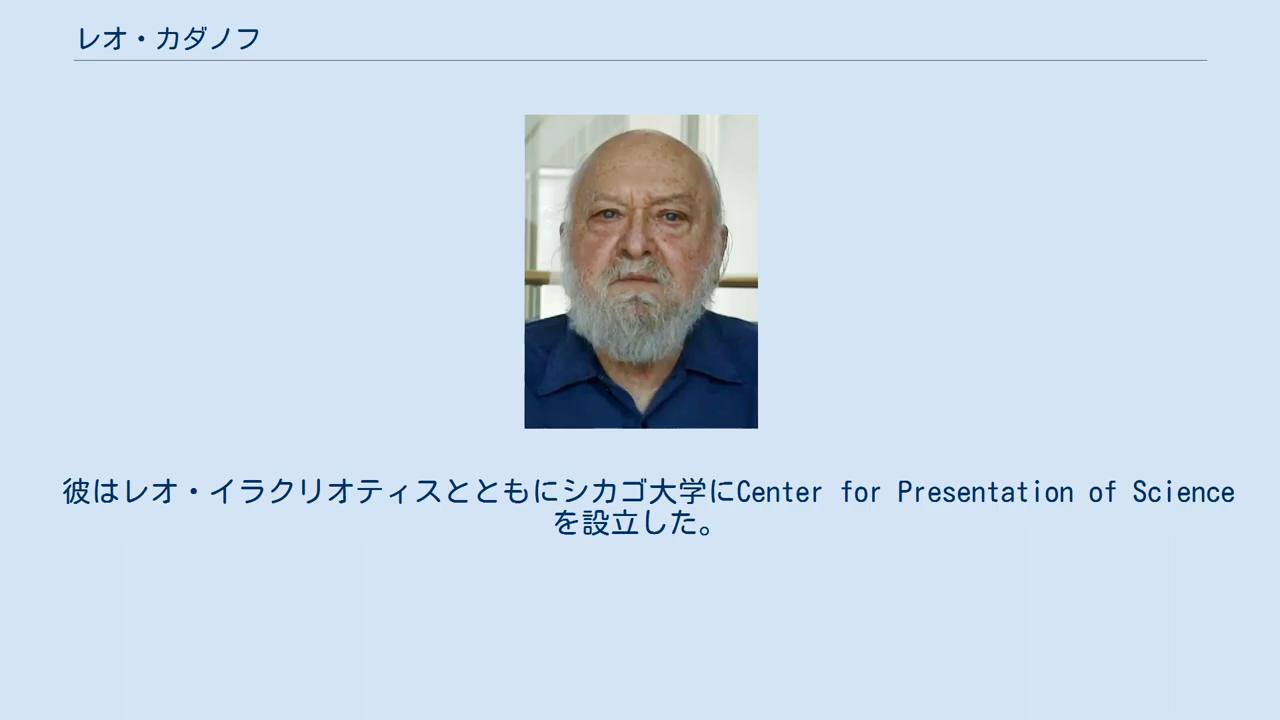 レオ・カダノフ
彼はレオ・イラクリオティスとともにシカゴ大学にCenter for Presentation of Science
を設立した。